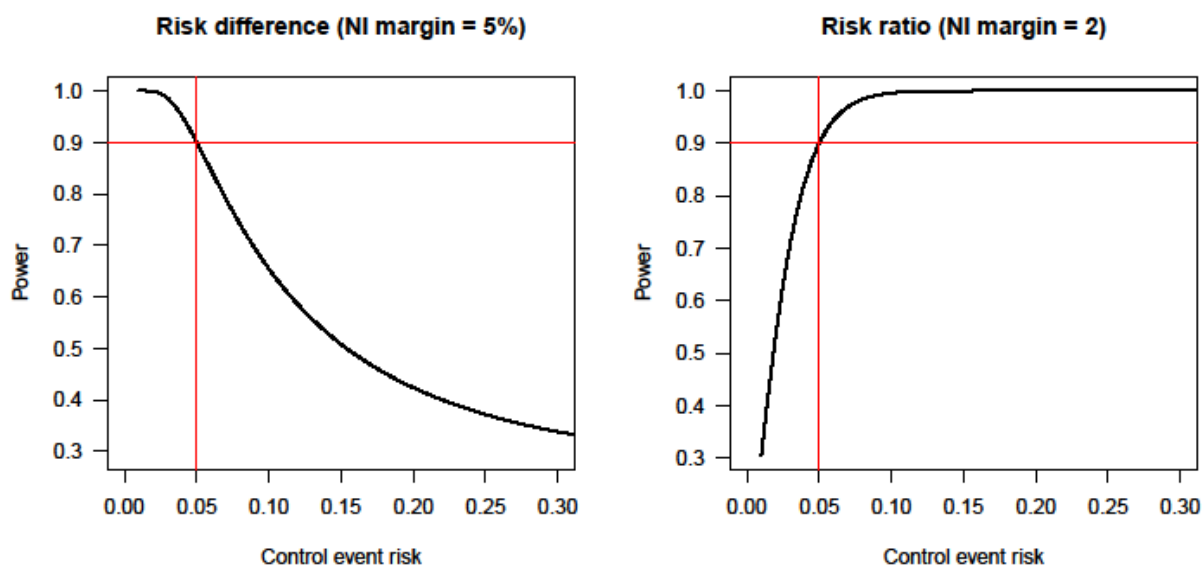 Risk difference (NI margin = 5%)
Power
1.0
0.9
0.8
0.7
0.6
0.5
0.4
0.3
0.00 0.05 0.10 0.15 0.20 0.25 0.30
Control event risk
Risk ratio (NI margin = 2)
Power
1.0
0.9
0.8
0.7
0.6
0.5
0.4
0.3
0.00 0.05 0.10 0.15 0.20 0.25 0.30
Control event risk